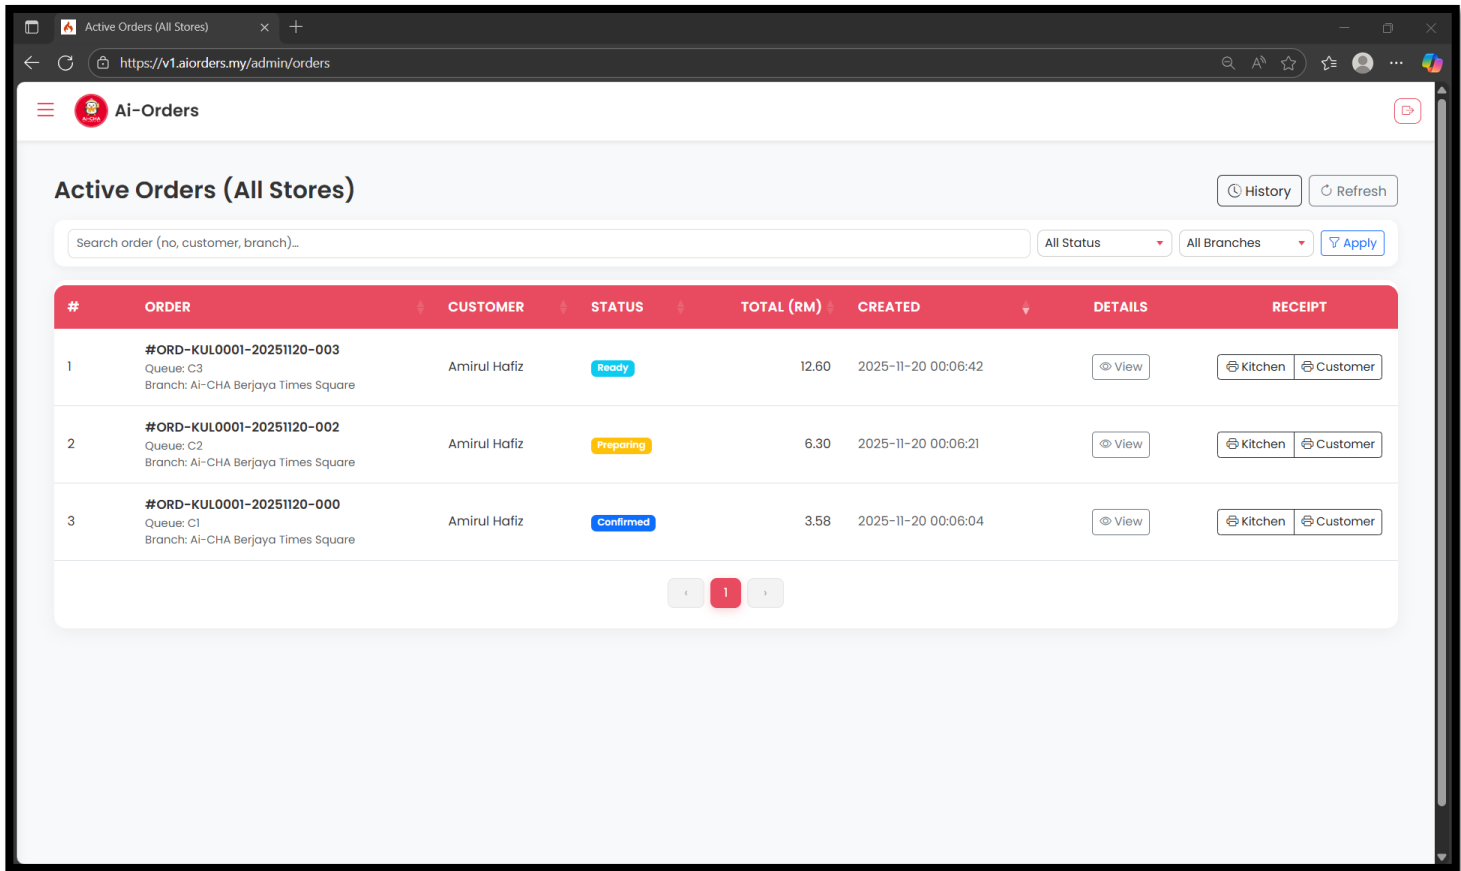 Active Orders (All Stores)
https://v1.aiorders.my/admin/orders
Ai-CHA
Ai-Orders
Active Orders (All Stores)
History
Refresh
Search order (no, customer, branch)...
All Status
All Branches
Apply
# ORDER CUSTOMER STATUS TOTAL (RM) CREATED DETAILS RECEIPT
#ORD-KUL0001-20251120-003
1 Queue: C3 Amirul Hafiz Ready 12.60 2025-11-20 00:06:42 View Kitchen Customer
Branch: Ai-CHA Berjaya Times Square
#ORD-KUL0001-20251120-002
2 Queue: C2 Amirul Hafiz Preparing 6.30 2025-11-20 00:06:21 View Kitchen Customer
Branch: Ai-CHA Berjaya Times Square
#ORD-KUL0001-20251120-000
3 Queue: C1 Amirul Hafiz Confirmed 3.58 2025-11-20 00:06:04 View Kitchen Customer
Branch: Ai-CHA Berjaya Times Square
‹ 1 ›